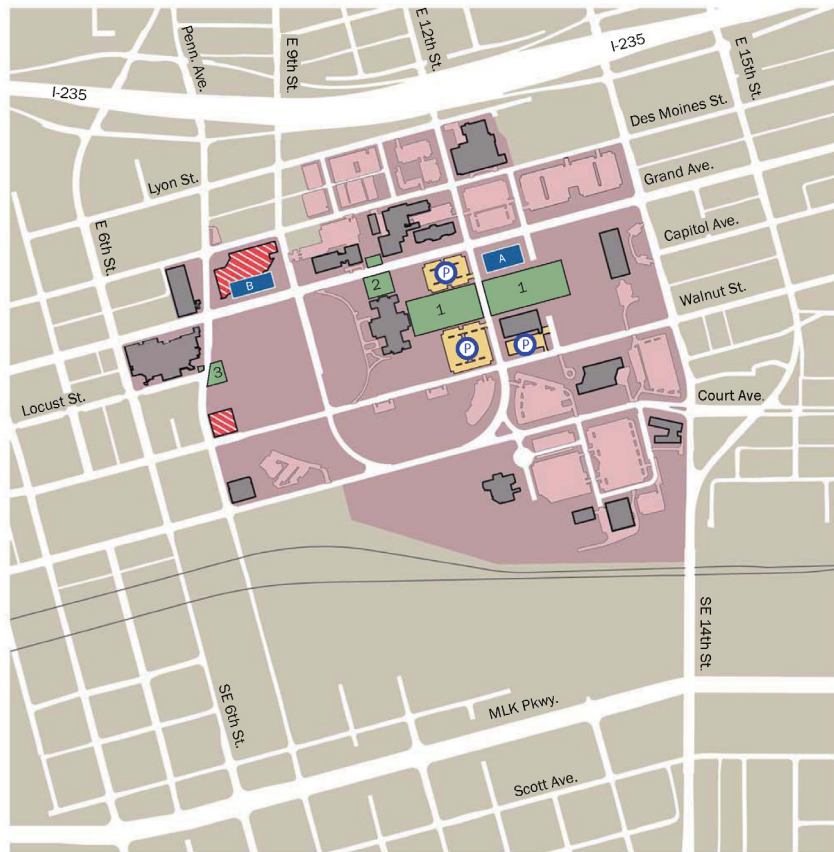 E 12th St.
I-235
Penn. Ave.
E 9th St.
E 15th St.
I-235
Des Moines St.
Lyon St.
Grand Ave.
E 6th St.
Capitol Ave.
A
P
B
2
1
1
Walnut St.
P
P
3
Court Ave.
Locust St.
SE 14th St.
SE 6th St.
MLK Pkwy.
Scott Ave.